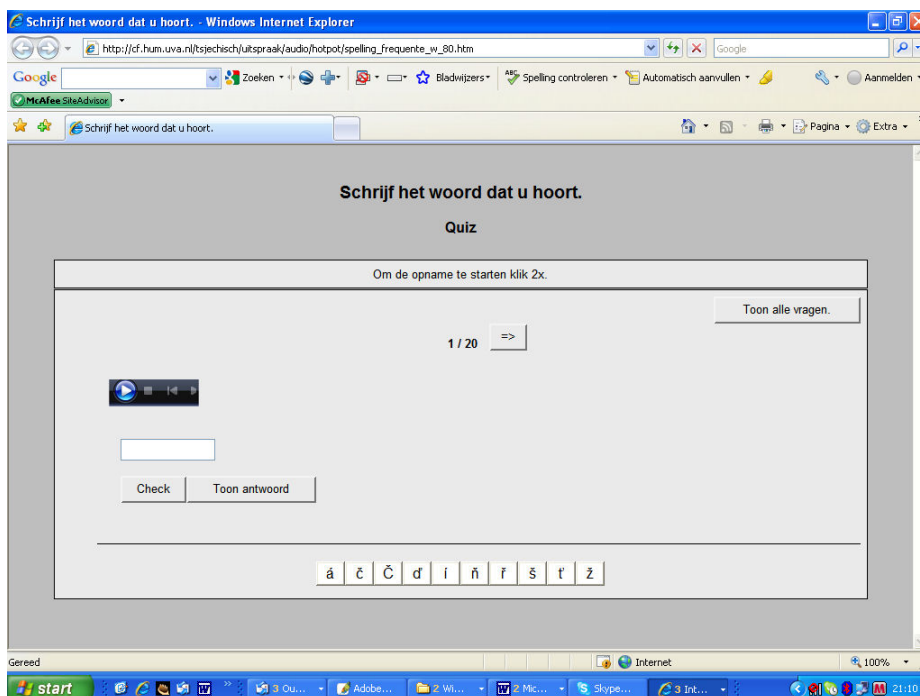 Schrijf het woord dat u hoort. - Windows Internet Explorer
http://cf.hum.uva.nl/tsjechisch/uitspraak/audio/hotpot/spelling_frequente_w_80.htm
Google
Google
Zoeken
Bladwijzers
ABC
Spelling controleren
Automatisch aanvullen
Aanmelden
McAfee SiteAdvisor
Schrijf het woord dat u hoort.
Pagina
Extra
Schrijf het woord dat u hoort.
Quiz
Om de opname te starten klik 2x.
Toon alle vragen.
1 / 20 =>
Check Toon antwoord
á č Č ď í ň ř š ť ž
Gereed
Internet
100%
start
3 Ou...
Adobe...
2 Wi...
2 Mic...
Skype...
3 Int...
21:10